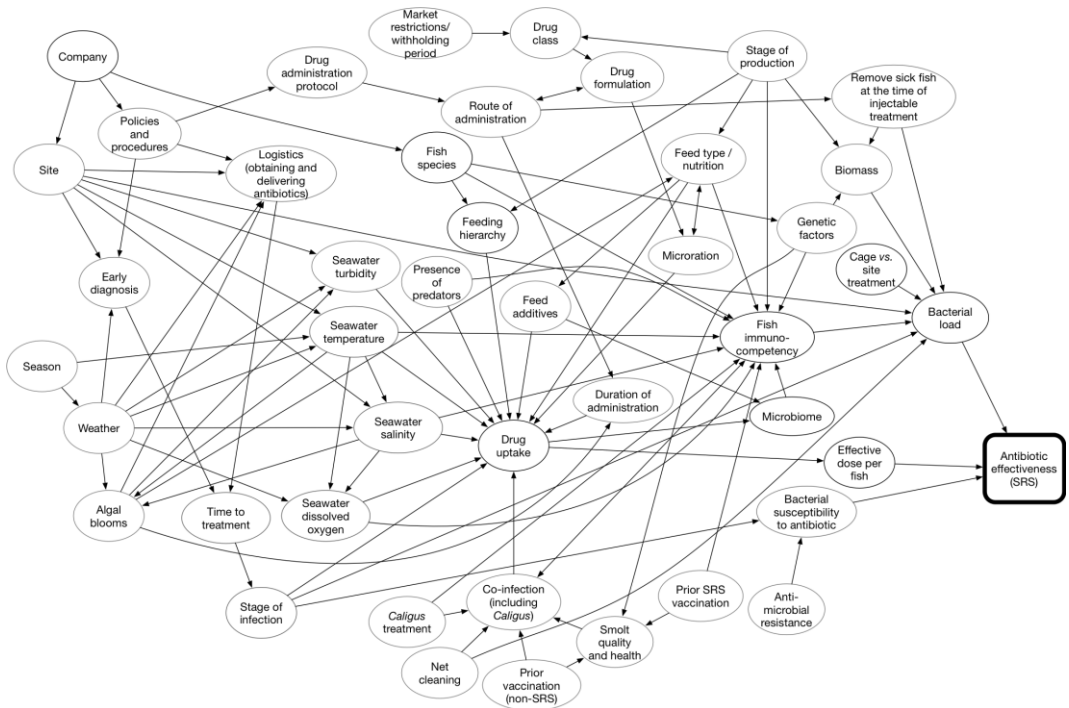 Market
restrictions/
withholding
period
Drug
class
Stage of
production
Company
Drug
administration
protocol
Drug
formulation
Remove sick fish
at the time of
injectable
treatment
Route of
administration
Policies
and
procedures
Site
Logistics
(obtaining and
delivering
antibiotics)
Fish
species
Feed type /
nutrition
Biomass
Feeding
hierarchy
Genetic
factors
Early
diagnosis
Seawater
turbidity
Presence
of
predators
Microration
Cage vs. site
treatment
Feed
additives
Bacterial
load
Seawater
temperature
Fish
immuno-
competency
Season
Weather
Seawater
salinity
Duration of
administration
Microbiome
Drug
uptake
Effective
dose per
fish
Antibiotic
effectiveness
(SRS)
Algal
blooms
Time to
treatment
Seawater
dissolved
oxygen
Bacterial
susceptibility
to antibiotic
Stage of
infection
Caligus
treatment
Co-infection
(including
Caligus)
Prior SRS
vaccination
Anti-
microbial
resistance
Smolt
quality
and health
Net
cleaning
Prior
vaccination
(non-SRS)